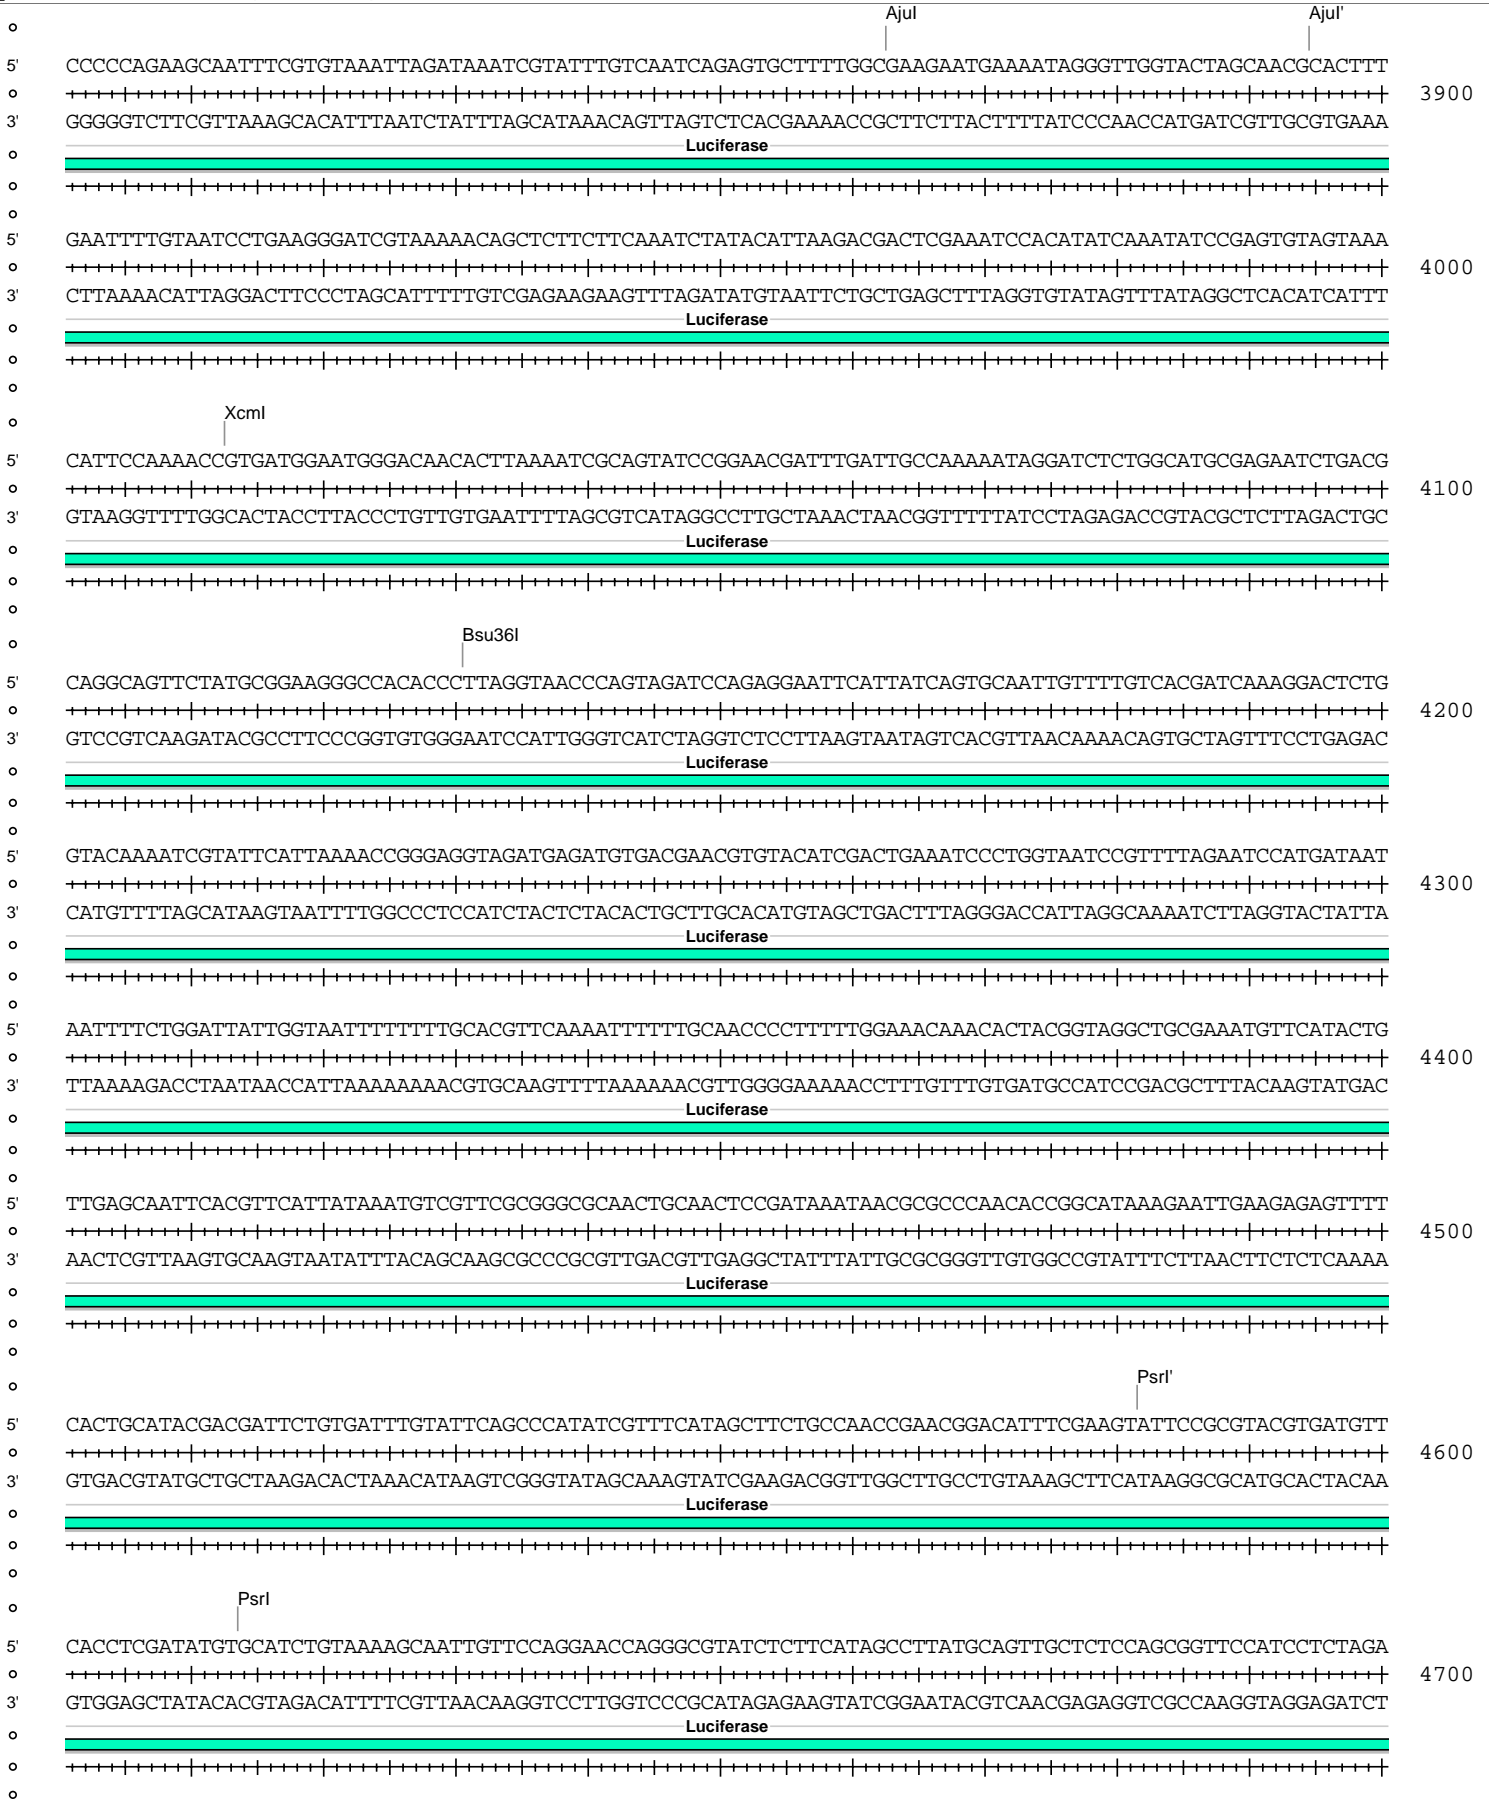 AjuI AjuI'
5' CCCCCAGAAGCAATTTCGTGTAAATTAGATAAATCGTATTTGTCAATCAGAGTGCTTTTGGCGAAGAATGAAAATAGGGTTGGTACTAGCAACGCACTTT
3900
3' GGGGGTCTTCGTTAAAGCACATTTAATCTATTTAGCATAAACAGTTAGTCTCACGAAAACCGCTTCTTACTTTTATCCCAACCATGATCGTTGCGTGAAA
Luciferase
5' GAATTTTGTAATCCTGAAGGGATCGTAAAAACAGCTCTTCTTCAAATCTATACATTAAGACGACTCGAAATCCACATATCAAATATCCGAGTGTAGTAAA
4000
3' CTTAAAACATTAGGACTTCCCTAGCATTTTTGTCGAGAAGAAGTTTAGATATGTAATTCTGCTGAGCTTTAGGTGTATAGTTTATAGGCTCACATCATTT
Luciferase
XcmI
5' CATTCCAAAACCGTGATGGAATGGGACAACACTTAAAATCGCAGTATCCGGAACGATTTGATTGCCAAAAATAGGATCTCTGGCATGCGAGAATCTGACG
4100
3' GTAAGGTTTTGGCACTACCTTACCCTGTTGTGAATTTTAGCGTCATAGGCCTTGCTAAACTAACGGTTTTTATCCTAGAGACCGTACGCTCTTAGACTGC
Luciferase
Bsu36I
5' CAGGCAGTTCTATGCGGAAGGGCCACACCCTTAGGTAACCCAGTAGATCCAGAGGAATTCATTATCAGTGCAATTGTTTTGTCACGATCAAAGGACTCTG
4200
3' GTCCGTCAAGATACGCCTTCCCGGTGTGGGAATCCATTGGGTCATCTAGGTCTCCTTAAGTAATAGTCACGTTAACAAAACAGTGCTAGTTTCCTGAGAC
Luciferase
5' GTACAAAATCGTATTCATTAAAACCGGGAGGTAGATGAGATGTGACGAACGTGTACATCGACTGAAATCCCTGGTAATCCGTTTTAGAATCCATGATAAT
4300
3' CATGTTTTAGCATAAGTAATTTTGGCCCTCCATCTACTCTACACTGCTTGCACATGTAGCTGACTTTAGGGACCATTAGGCAAAATCTTAGGTACTATTA
Luciferase
5' AATTTTCTGGATTATTGGTAATTTTTTTTGCACGTTCAAAATTTTTTGCAACCCCTTTTTGGAAACAAACACTACGGTAGGCTGCGAAATGTTCATACTG
4400
3' TTAAAAGACCTAATAACCATTAAAAAAAACGTGCAAGTTTTAAAAAACGTTGGGGAAAAACCTTTGTTTGTGATGCCATCCGACGCTTTACAAGTATGAC
Luciferase
5' TTGAGCAATTCACGTTCATTATAAATGTCGTTCGCGGGCGCAACTGCAACTCCGATAAATAACGCGCCCAACACCGGCATAAAGAATTGAAGAGAGTTTT
4500
3' AACTCGTTAAGTGCAAGTAATATTTACAGCAAGCGCCCGCGTTGACGTTGAGGCTATTTATTGCGCGGGTTGTGGCCGTATTTCTTAACTTCTCTCAAAA
Luciferase
PsrI'
5' CACTGCATACGACGATTCTGTGATTTGTATTCAGCCCATATCGTTTCATAGCTTCTGCCAACCGAACGGACATTTCGAAGTATTCCGCGTACGTGATGTT
4600
3' GTGACGTATGCTGCTAAGACACTAAACATAAGTCGGGTATAGCAAAGTATCGAAGACGGTTGGCTTGCCTGTAAAGCTTCATAAGGCGCATGCACTACAA
Luciferase
PsrI
5' CACCTCGATATGTGCATCTGTAAAAGCAATTGTTCCAGGAACCAGGGCGTATCTCTTCATAGCCTTATGCAGTTGCTCTCCAGCGGTTCCATCCTCTAGA
4700
3' GTGGAGCTATACACGTAGACATTTTCGTTAACAAGGTCCTTGGTCCCGCATAGAGAAGTATCGGAATACGTCAACGAGAGGTCGCCAAGGTAGGAGATCT
Luciferase